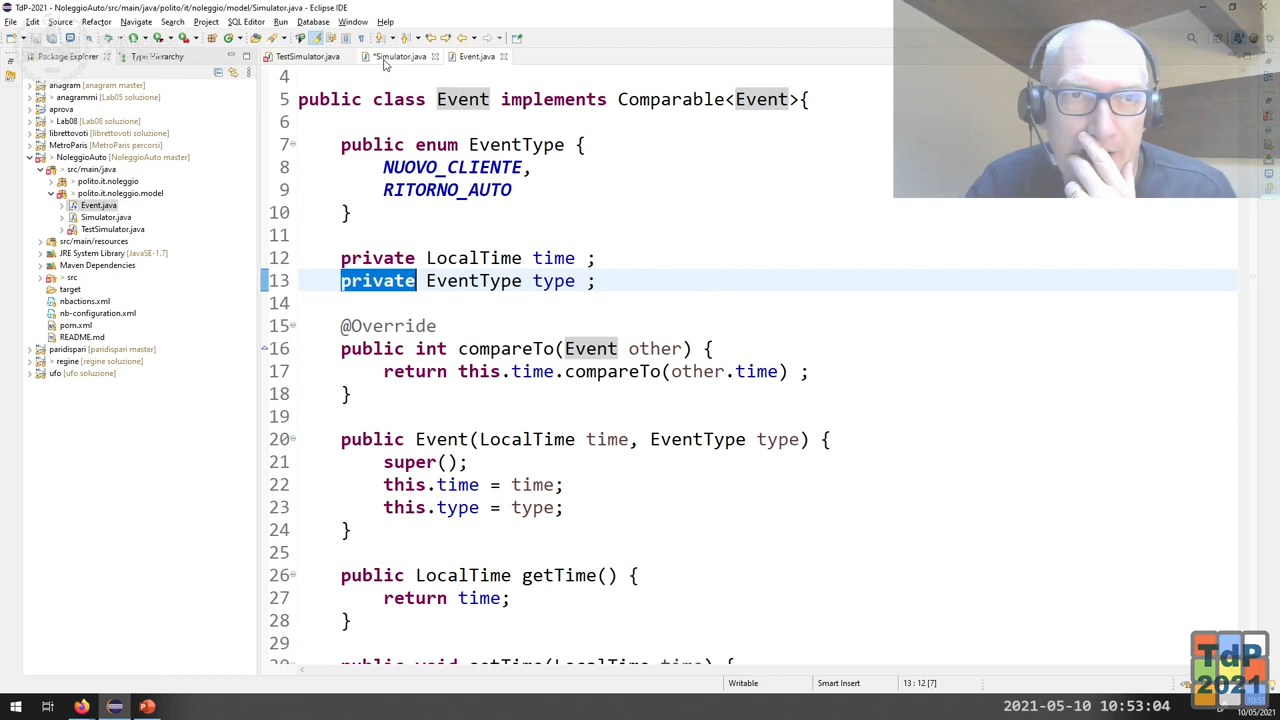 TdP-2021 - NoleggioAuto/src/main/java/polito/it/noleggio/model/Simulator.java - Eclipse IDE
File Edit Source Refactor Navigate Search Project SQL Editor Run Database Window Help
Package Explorer Type Hierarchy TestSimulator.java *Simulator.java Event.java
anagram [anagram master]
anagrammi [Lab05 soluzione]
aprova
Lab08 [Lab08 soluzione]
librettovoti [librettovoti soluzione]
MetroParis [MetroParis percorsi]
NoleggioAuto [NoleggioAuto master]
src/main/java
polito.it.noleggio
polito.it.noleggio.model
Event.java
Simulator.java
TestSimulator.java
src/main/resources
JRE System Library [JavaSE-1.7]
Maven Dependencies
src
target
nbactions.xml
nb-configuration.xml
pom.xml
README.md
paridispari [paridispari master]
regine [regine soluzione]
ufo [ufo soluzione]
4
5 public class Event implements Comparable<Event>{
6
7 public enum EventType {
8 NUOVO_CLIENTE,
9 RITORNO_AUTO
10 }
11
12 private LocalTime time ;
13 private EventType type ;
14
15 @Override
16 public int compareTo(Event other) {
17 return this.time.compareTo(other.time) ;
18 }
19
20 public Event(LocalTime time, EventType type) {
21 super();
22 this.time = time;
23 this.type = type;
24 }
25
26 public LocalTime getTime() {
27 return time;
28 }
29
30 public void setTime(LocalTime time) {
Writable Smart Insert 13 : 12 [7]
TdP
2021
2021-05-10 10:53:04
10:53
10/05/2021